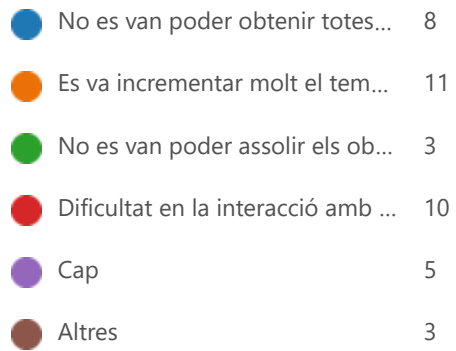 No es van poder obtenir totes... 8
Es va incrementar molt el tem... 11
No es van poder assolir els ob... 3
Dificultat en la interacció amb ... 10
Cap 5
Altres 3